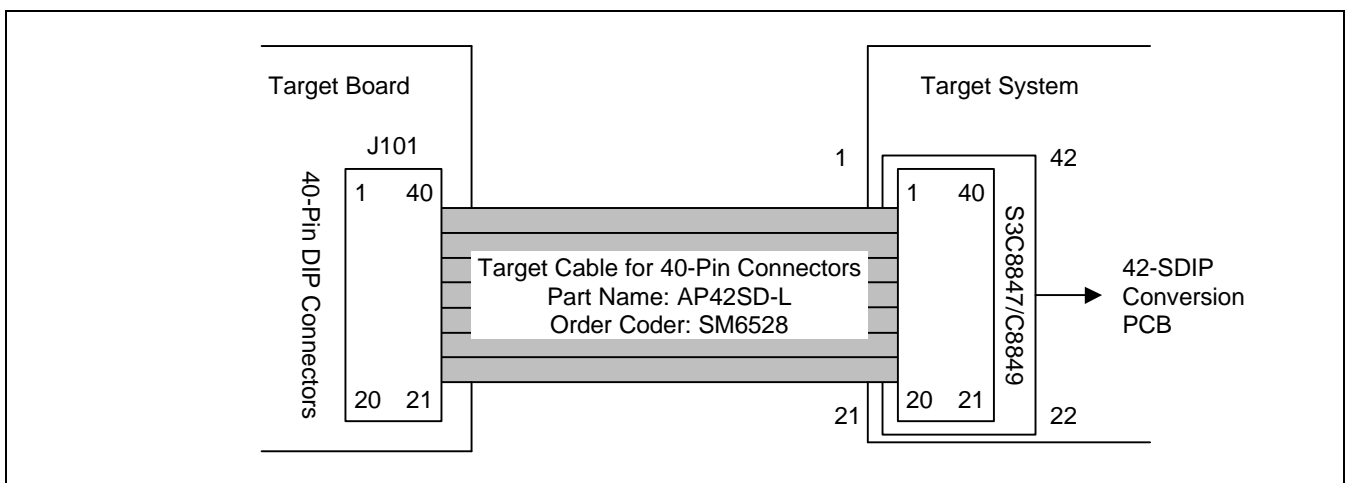 Target Board
Target System
J101
1
42
1 40
1 40
40-Pin DIP Connectors
S3C8847/C8849
Target Cable for 40-Pin Connectors
Part Name: AP42SD-L
Order Coder: SM6528
42-SDIP
Conversion
PCB
20 21
20 21
21
22